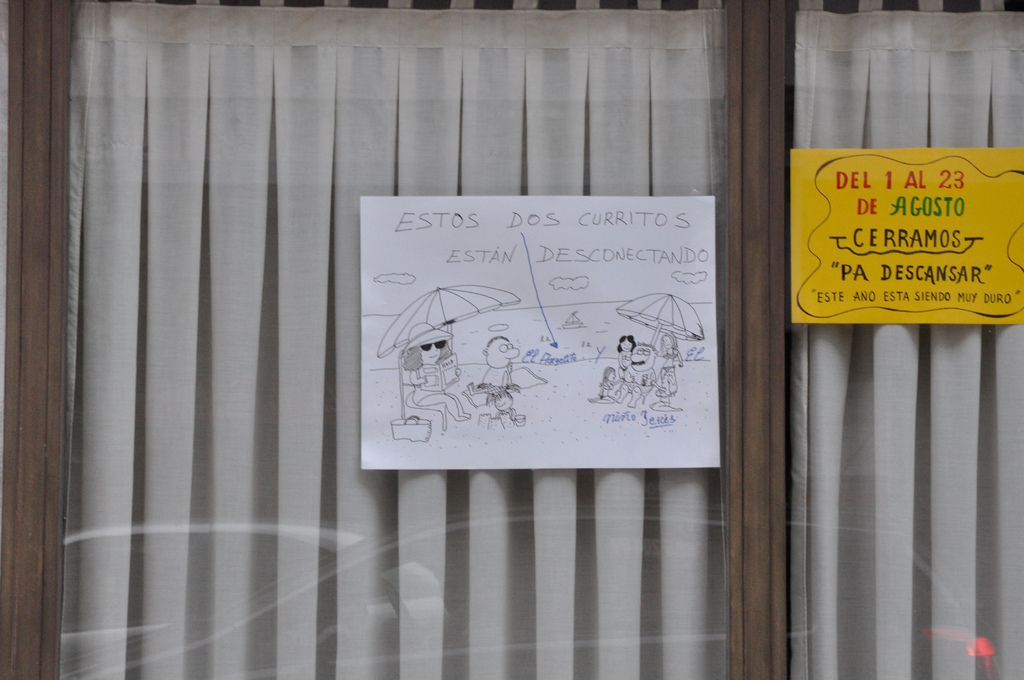 ESTOS DOS CURRITOS
ESTÁN DESCONECTANDO
El Angelito Y El
niño Jesús
DEL 1 AL 23
DE AGOSTO
CERRAMOS
"PA DESCANSAR"
"ESTE AÑO ESTA SIENDO MUY DURO"